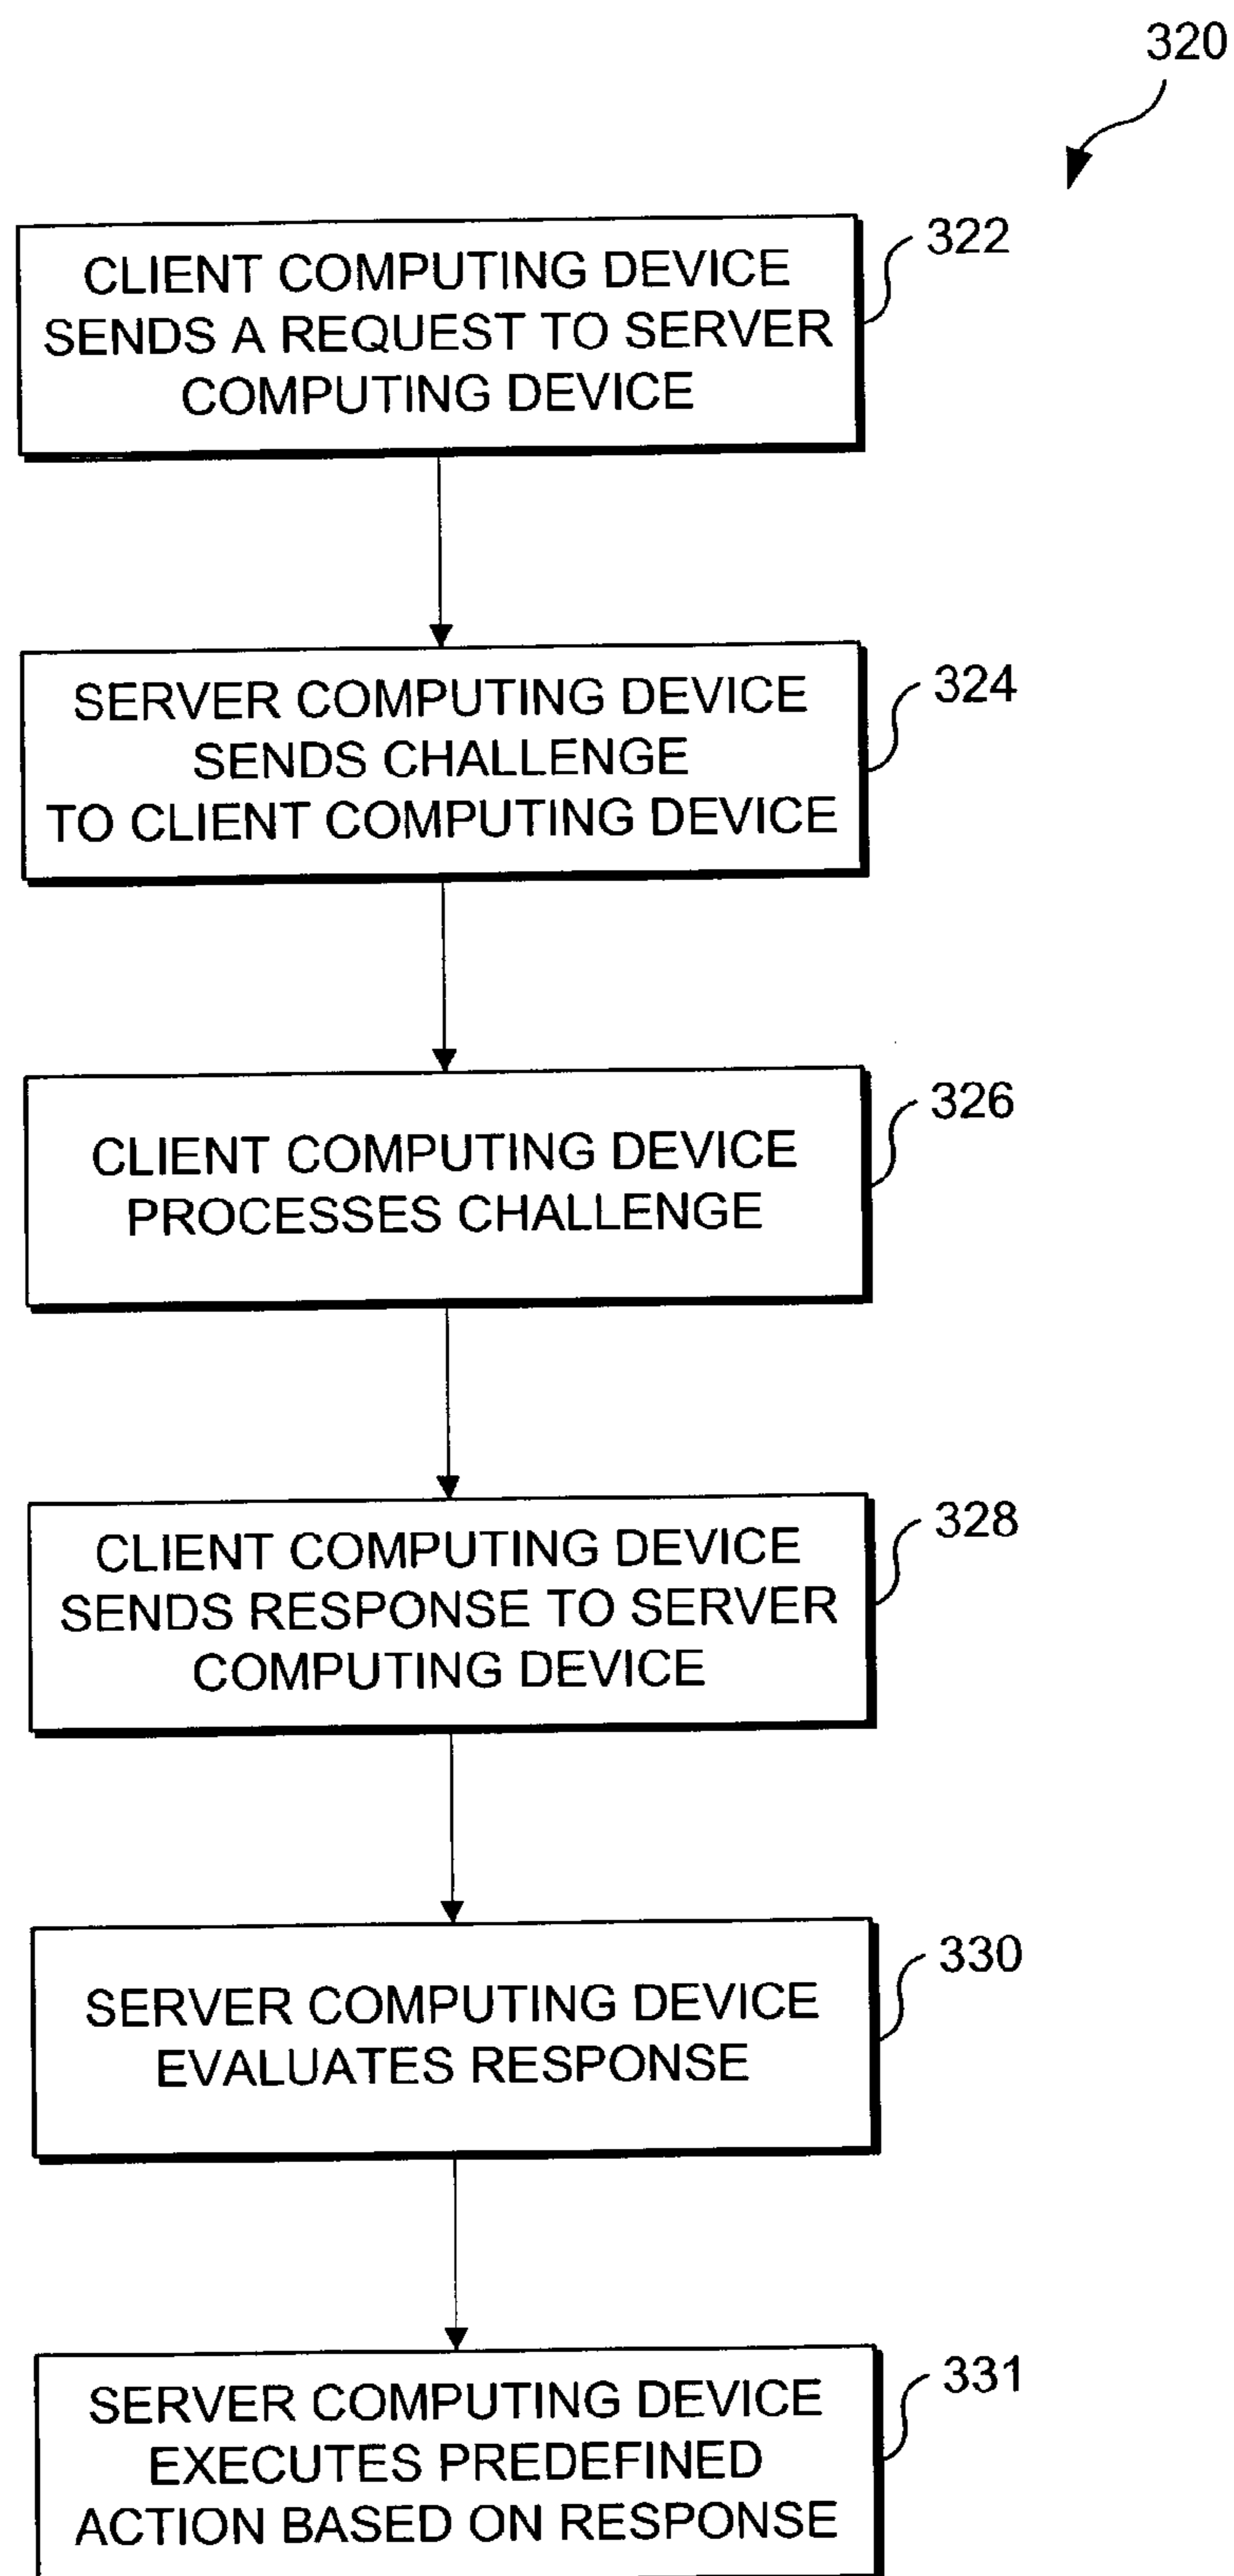 320
322
CLIENT COMPUTING DEVICE
SENDS A REQUEST TO SERVER
COMPUTING DEVICE
324
SERVER COMPUTING DEVICE
SENDS CHALLENGE
TO CLIENT COMPUTING DEVICE
326
CLIENT COMPUTING DEVICE
PROCESSES CHALLENGE
328
CLIENT COMPUTING DEVICE
SENDS RESPONSE TO SERVER
COMPUTING DEVICE
330
SERVER COMPUTING DEVICE
EVALUATES RESPONSE
331
SERVER COMPUTING DEVICE
EXECUTES PREDEFINED
ACTION BASED ON RESPONSE